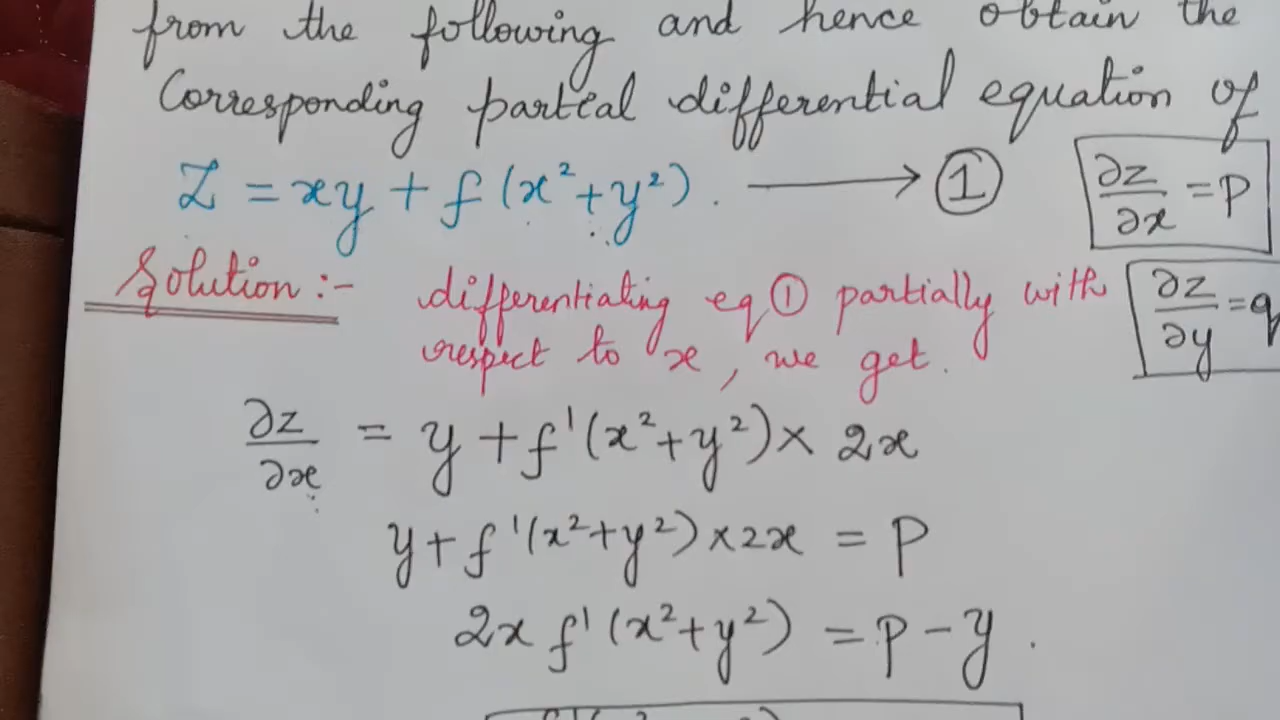 from the following and hence obtain the
Corresponding partial differential equation of
Z = xy + f(x²+y²). ⟶ ①
∂z/∂x = p
Solution :- differentiating eq ① partially with
respect to x, we get.
∂z/∂y = q
∂z/∂x = y + f'(x²+y²) × 2x
y + f'(x²+y²) × 2x = p
2x f'(x²+y²) = p - y.